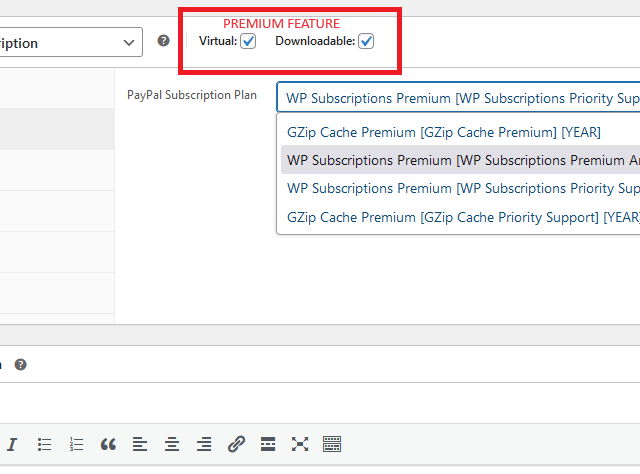 PREMIUM FEATURE
ription Virtual: Downloadable:
PayPal Subscription Plan
WP Subscriptions Premium [WP Subscriptions Priority Sup
GZip Cache Premium [GZip Cache Premium] [YEAR]
WP Subscriptions Premium [WP Subscriptions Premium An
WP Subscriptions Premium [WP Subscriptions Priority Sup
GZip Cache Premium [GZip Cache Priority Support] [YEAR]